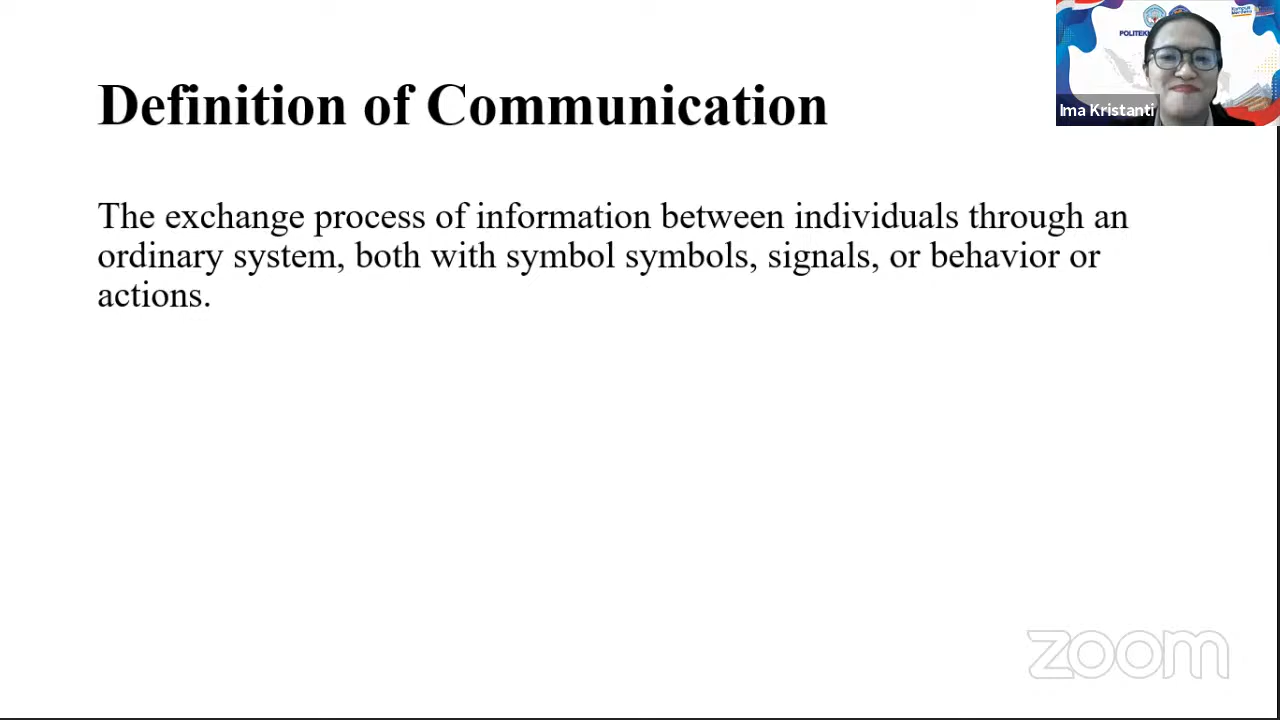 Definition of Communication
The exchange process of information between individuals through an
ordinary system, both with symbol symbols, signals, or behavior or
actions.
Ima Kristanti
zoom